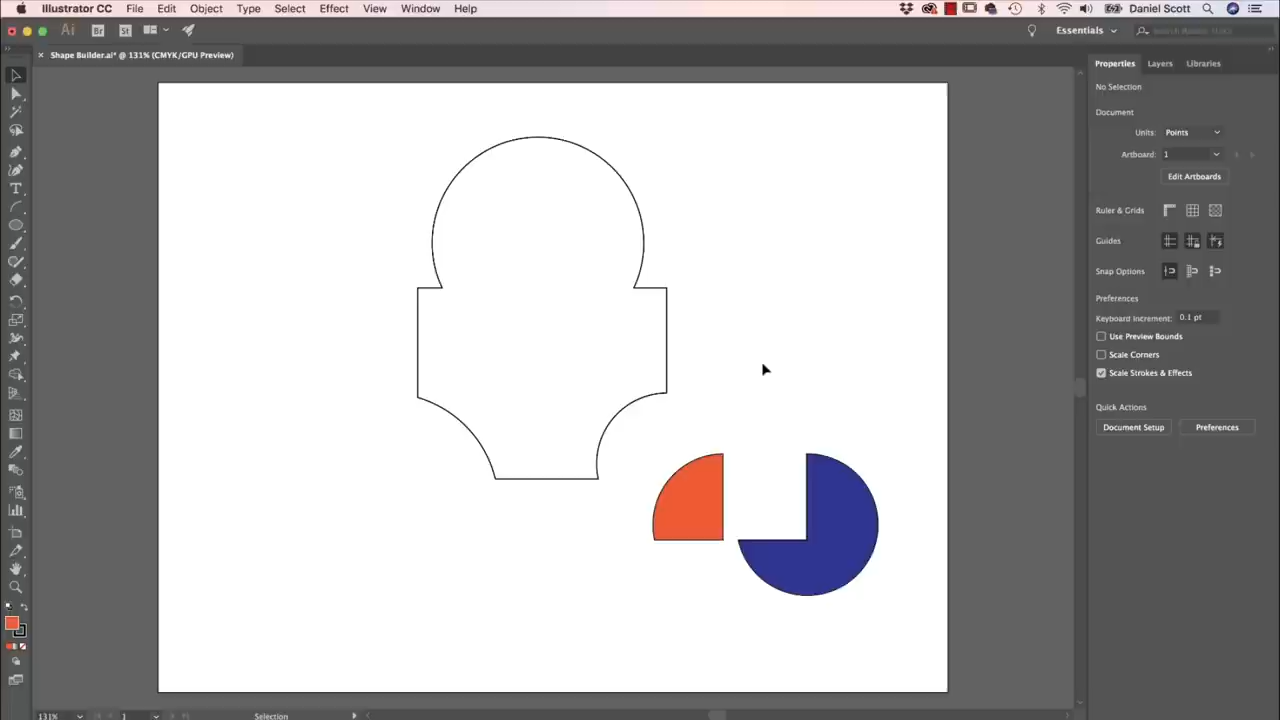 Illustrator CC File Edit Object Type Select Effect View Window Help Daniel Scott
Ai Br St Essentials
× Shape Builder.ai* @ 131% (CMYK/GPU Preview)
Properties Layers Libraries
No Selection
Document
Units: Points
Artboard: 1
Edit Artboards
Ruler & Grids
Guides
Snap Options
Preferences
Keyboard Increment: 0.1 pt
Use Preview Bounds
Scale Corners
Scale Strokes & Effects
Quick Actions
Document Setup Preferences
131% 1 Selection